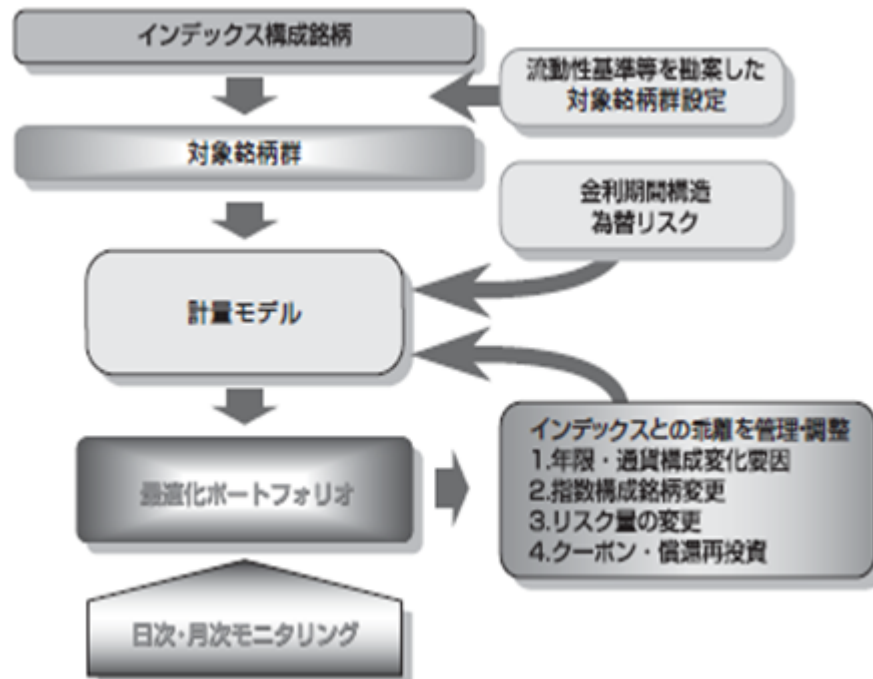 インデックス構成銘柄
流動性基準等を勘案した
対象銘柄群設定
対象銘柄群
金利期間構造
為替リスク
計量モデル
インデックスとの乖離を管理・調整
1.年限・通貨構成変化要因
2.指数構成銘柄変更
3.リスク量の変更
4.クーポン・償還再投資
最適化ポートフォリオ
日次・月次モニタリング